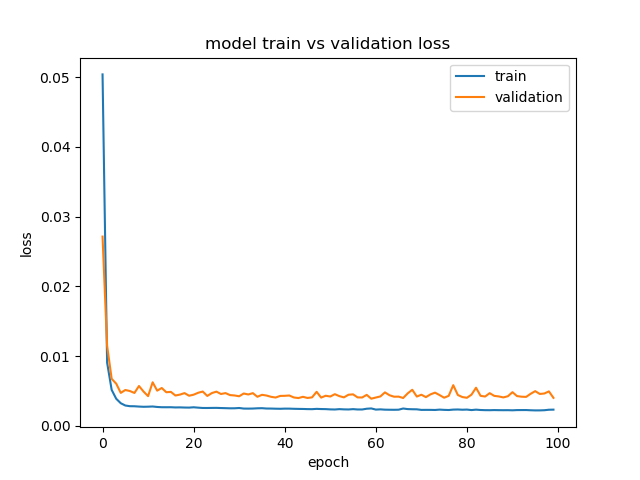 model train vs validation loss
train
validation
0.05
0.04
0.03
0.02
0.01
0.00
loss
0 20 40 60 80 100
epoch